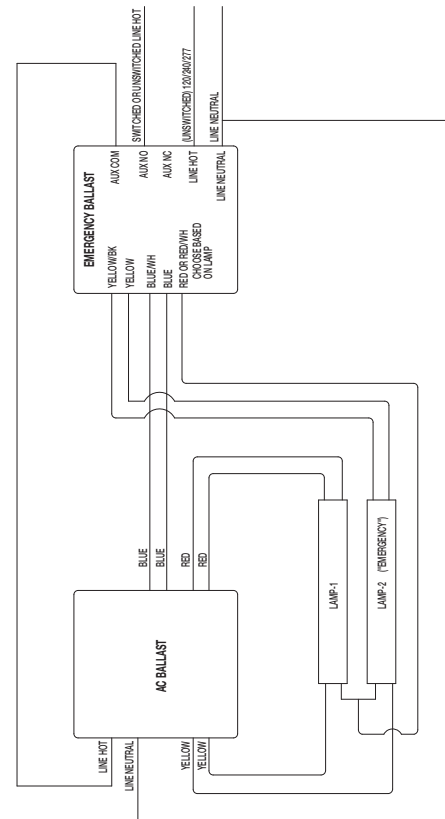 EMERGENCY BALLAST
YELLOW/BK
YELLOW
BLUE/WH
BLUE
RED OR RED/WH
CHOOSE BASED
ON LAMP
AUX COM
AUX NO
AUX NC
LINE HOT
LINE NEUTRAL
SWITCHED OR UNSWITCHED LINE HOT
(UNSWITCHED) 120/240/277
LINE NEUTRAL
AC BALLAST
BLUE
BLUE
RED
RED
LINE HOT
LINE NEUTRAL
YELLOW
YELLOW
LAMP-1
LAMP-2 ("EMERGENCY")